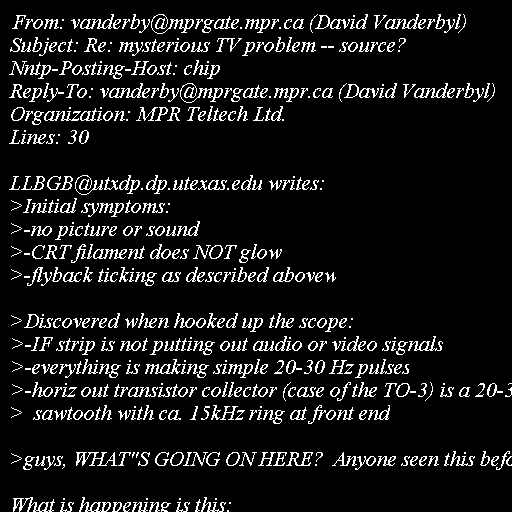 From: vanderby@mprgate.mpr.ca (David Vanderbyl)
Subject: Re: mysterious TV problem -- source?
Nntp-Posting-Host: chip
Reply-To: vanderby@mprgate.mpr.ca (David Vanderbyl)
Organization: MPR Teltech Ltd.
Lines: 30

LLBGB@utxdp.dp.utexas.edu writes:
>Initial symptoms:
>-no picture or sound
>-CRT filament does NOT glow
>-flyback ticking as described abovew

>Discovered when hooked up the scope:
>-IF strip is not putting out audio or video signals
>-everything is making simple 20-30 Hz pulses
>-horiz out transistor collector (case of the TO-3) is a 20-3
>  sawtooth with ca. 15kHz ring at front end

>guys, WHAT"S GOING ON HERE?  Anyone seen this befo

What is happening is this: